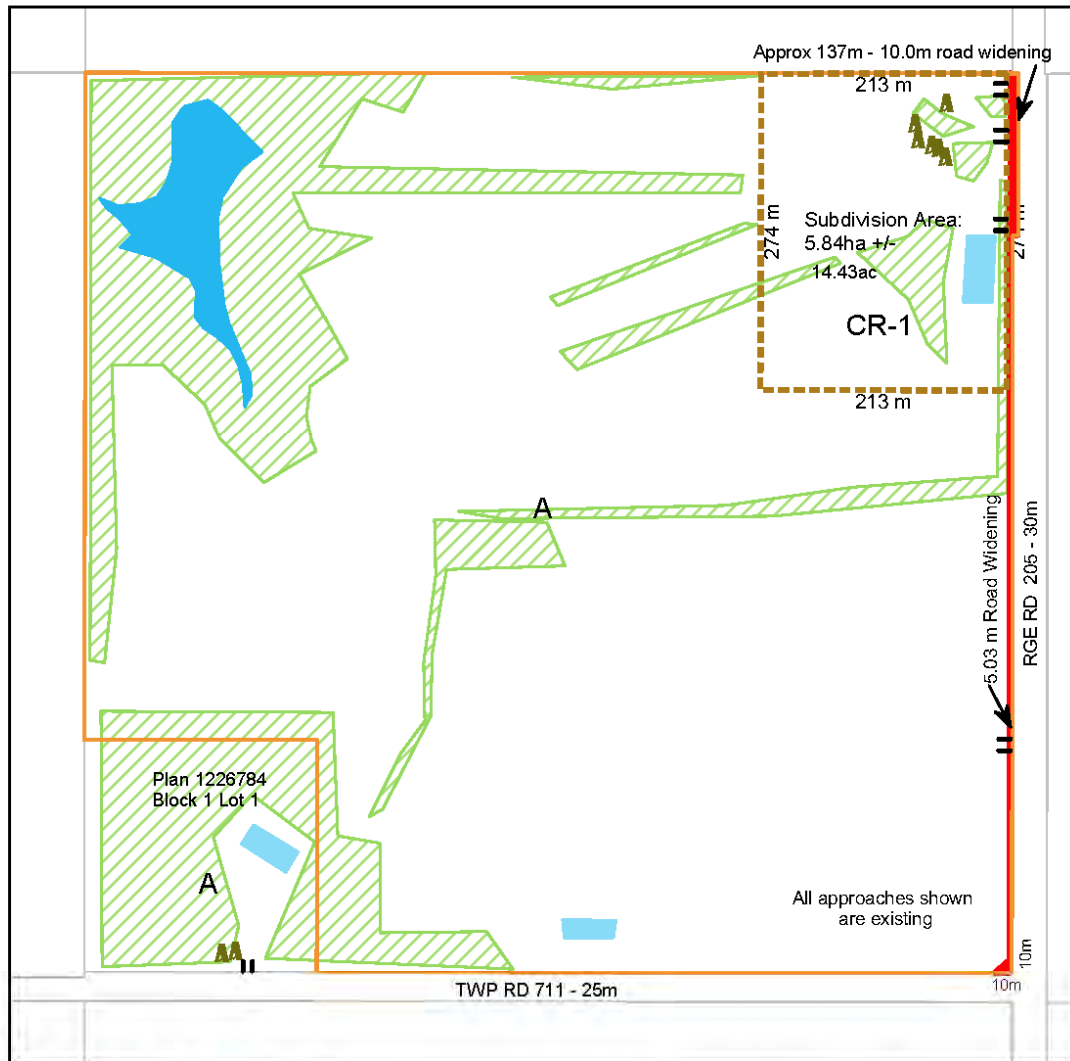 Approx 137m - 10.0m road widening
213 m
274 m
Subdivision Area:
5.84ha +/-
14.43ac
CR-1
213 m
A
5.03 m Road Widening
RGE RD 205 - 30m
Plan 1226784
Block 1 Lot 1
A
All approaches shown
are existing
10m
10m
TWP RD 711 - 25m